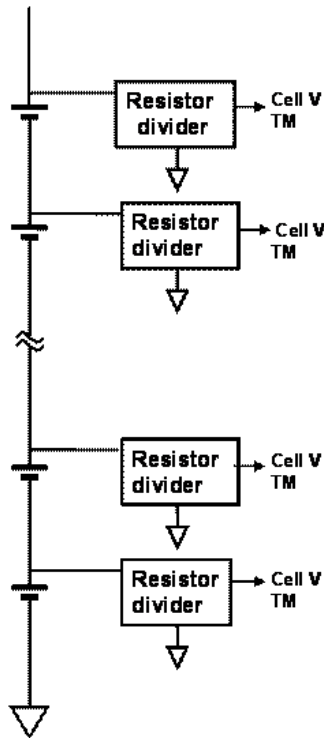 Resistor
divider
Cell V
TM
Resistor
divider
Cell V
TM
Resistor
divider
Cell V
TM
Resistor
divider
Cell V
TM